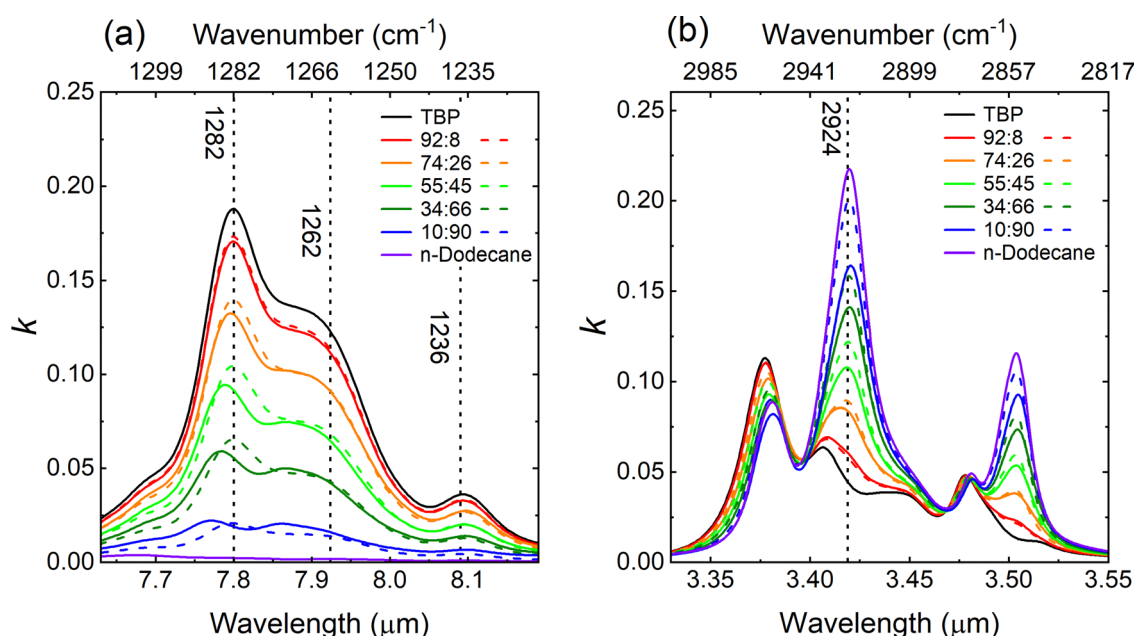 (a)
Wavenumber (cm⁻¹)
1299 1282 1266 1250 1235
0.25
0.20
0.15
0.10
0.05
0.00
k
1282
1262
1236
TBP
92:8
74:26
55:45
34:66
10:90
n-Dodecane
7.7 7.8 7.9 8.0 8.1
Wavelength (μm)
(b)
Wavenumber (cm⁻¹)
2985 2941 2899 2857 2817
0.25
0.20
0.15
0.10
0.05
0.00
k
2924
TBP
92:8
74:26
55:45
34:66
10:90
n-Dodecane
3.35 3.40 3.45 3.50 3.55
Wavelength (μm)